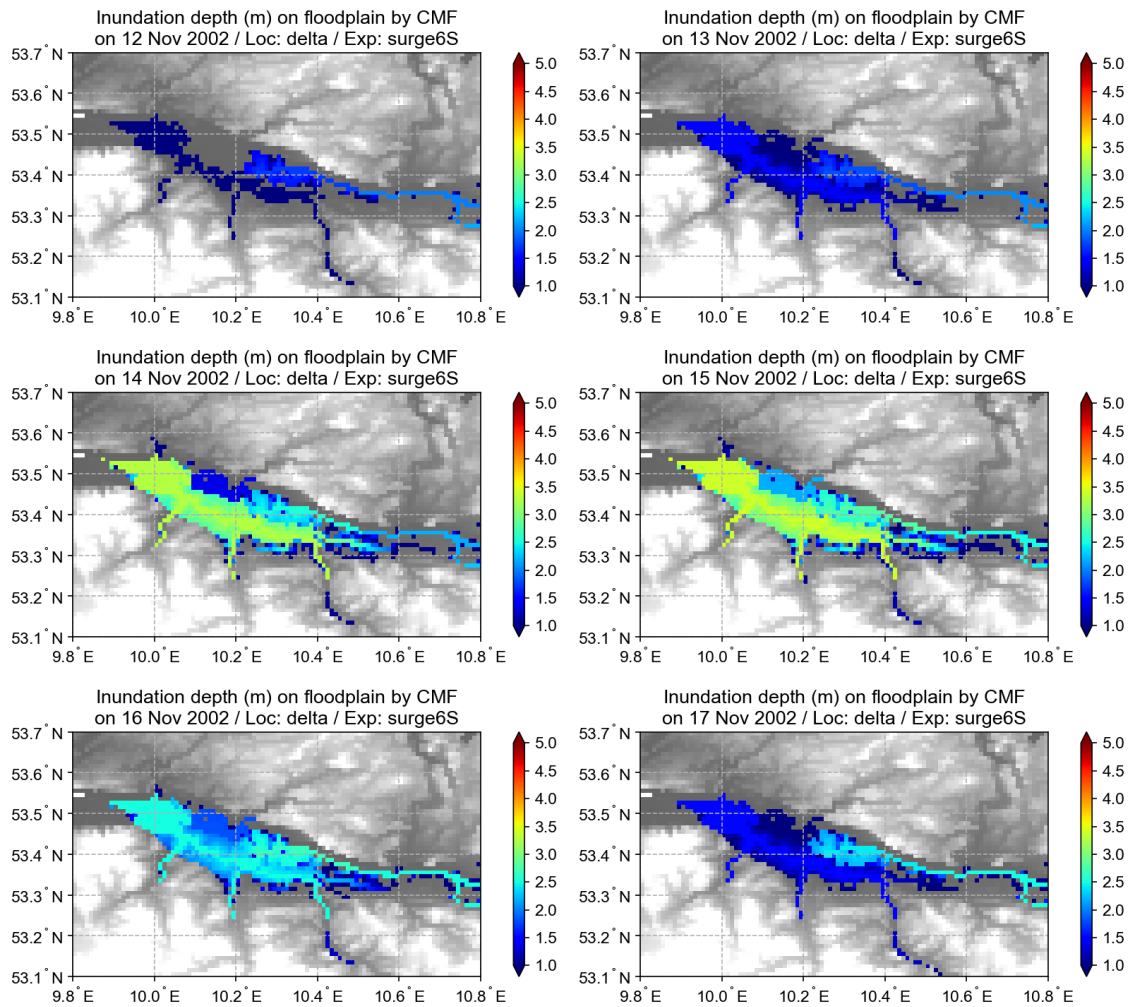 Inundation depth (m) on floodplain by CMF
on 12 Nov 2002 / Loc: delta / Exp: surge6S
53.7° N
53.6° N
53.5° N
53.4° N
53.3° N
53.2° N
53.1° N
9.8° E 10.0° E 10.2° E 10.4° E 10.6° E 10.8° E
5.0
4.5
4.0
3.5
3.0
2.5
2.0
1.5
1.0
Inundation depth (m) on floodplain by CMF
on 13 Nov 2002 / Loc: delta / Exp: surge6S
53.7° N
53.6° N
53.5° N
53.4° N
53.3° N
53.2° N
53.1° N
9.8° E 10.0° E 10.2° E 10.4° E 10.6° E 10.8° E
5.0
4.5
4.0
3.5
3.0
2.5
2.0
1.5
1.0
Inundation depth (m) on floodplain by CMF
on 14 Nov 2002 / Loc: delta / Exp: surge6S
53.7° N
53.6° N
53.5° N
53.4° N
53.3° N
53.2° N
53.1° N
9.8° E 10.0° E 10.2° E 10.4° E 10.6° E 10.8° E
5.0
4.5
4.0
3.5
3.0
2.5
2.0
1.5
1.0
Inundation depth (m) on floodplain by CMF
on 15 Nov 2002 / Loc: delta / Exp: surge6S
53.7° N
53.6° N
53.5° N
53.4° N
53.3° N
53.2° N
53.1° N
9.8° E 10.0° E 10.2° E 10.4° E 10.6° E 10.8° E
5.0
4.5
4.0
3.5
3.0
2.5
2.0
1.5
1.0
Inundation depth (m) on floodplain by CMF
on 16 Nov 2002 / Loc: delta / Exp: surge6S
53.7° N
53.6° N
53.5° N
53.4° N
53.3° N
53.2° N
53.1° N
9.8° E 10.0° E 10.2° E 10.4° E 10.6° E 10.8° E
5.0
4.5
4.0
3.5
3.0
2.5
2.0
1.5
1.0
Inundation depth (m) on floodplain by CMF
on 17 Nov 2002 / Loc: delta / Exp: surge6S
53.7° N
53.6° N
53.5° N
53.4° N
53.3° N
53.2° N
53.1° N
9.8° E 10.0° E 10.2° E 10.4° E 10.6° E 10.8° E
5.0
4.5
4.0
3.5
3.0
2.5
2.0
1.5
1.0